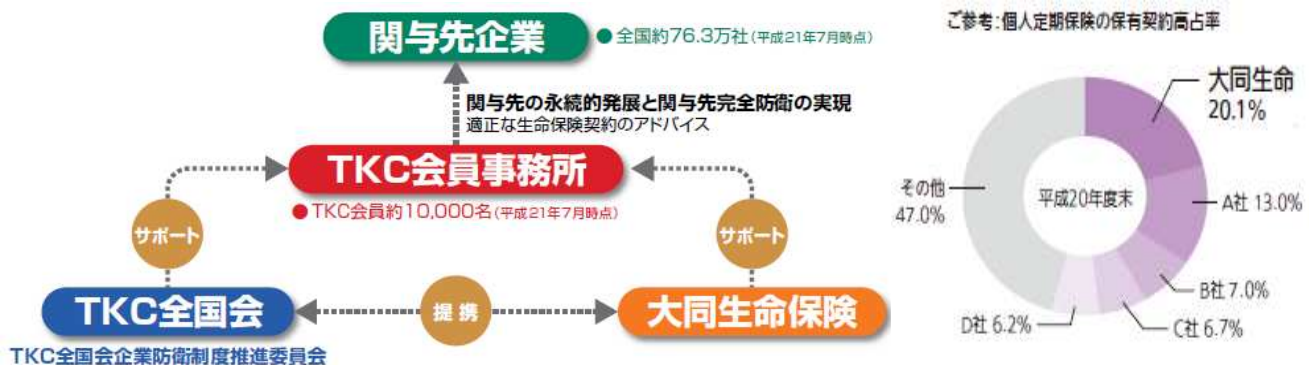 関与先企業
●全国約76.3万社(平成21年7月時点)
関与先の永続的発展と関与先完全防衛の実現
適正な生命保険契約のアドバイス
TKC会員事務所
●TKC会員約10,000名(平成21年7月時点)
サポート
サポート
TKC全国会
提携
大同生命保険
TKC全国会企業防衛制度推進委員会
ご参考:個人定期保険の保有契約高占率
大同生命
20.1%
その他
47.0%
平成20年度末
A社 13.0%
B社 7.0%
C社 6.7%
D社 6.2%